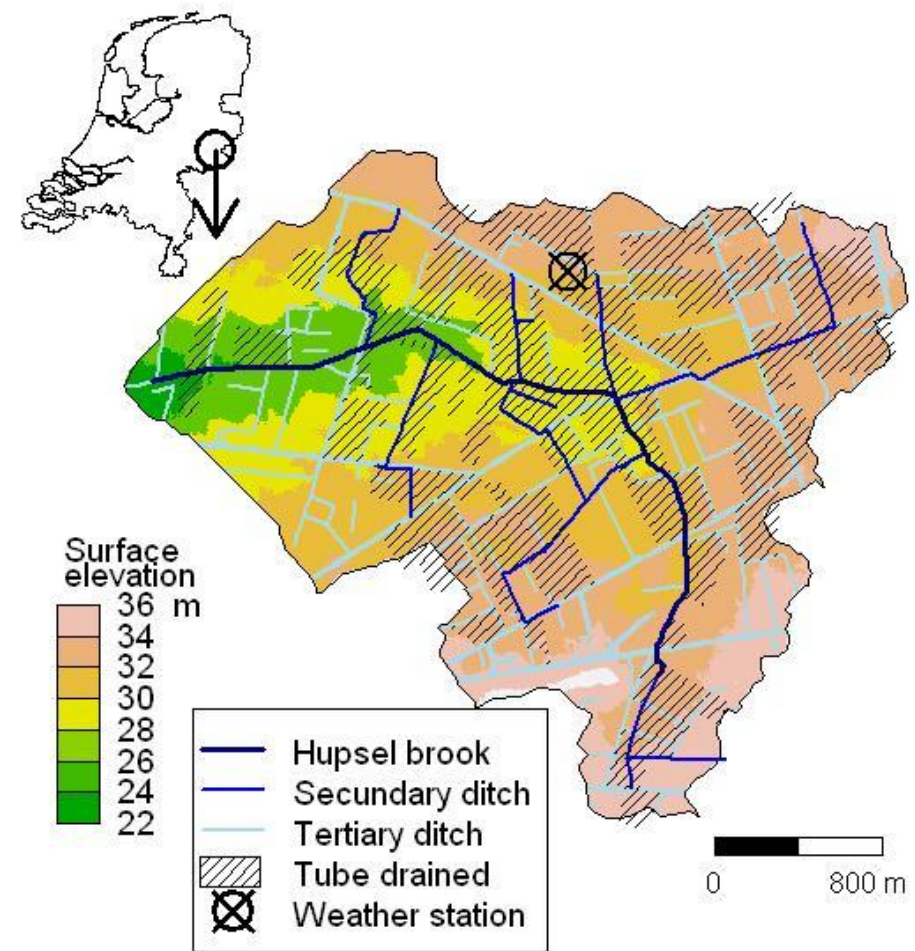 Surface
elevation
36 m
34
32
30
28
26
24
22
Hupsel brook
Secundary ditch
Tertiary ditch
Tube drained
Weather station
0 800 m